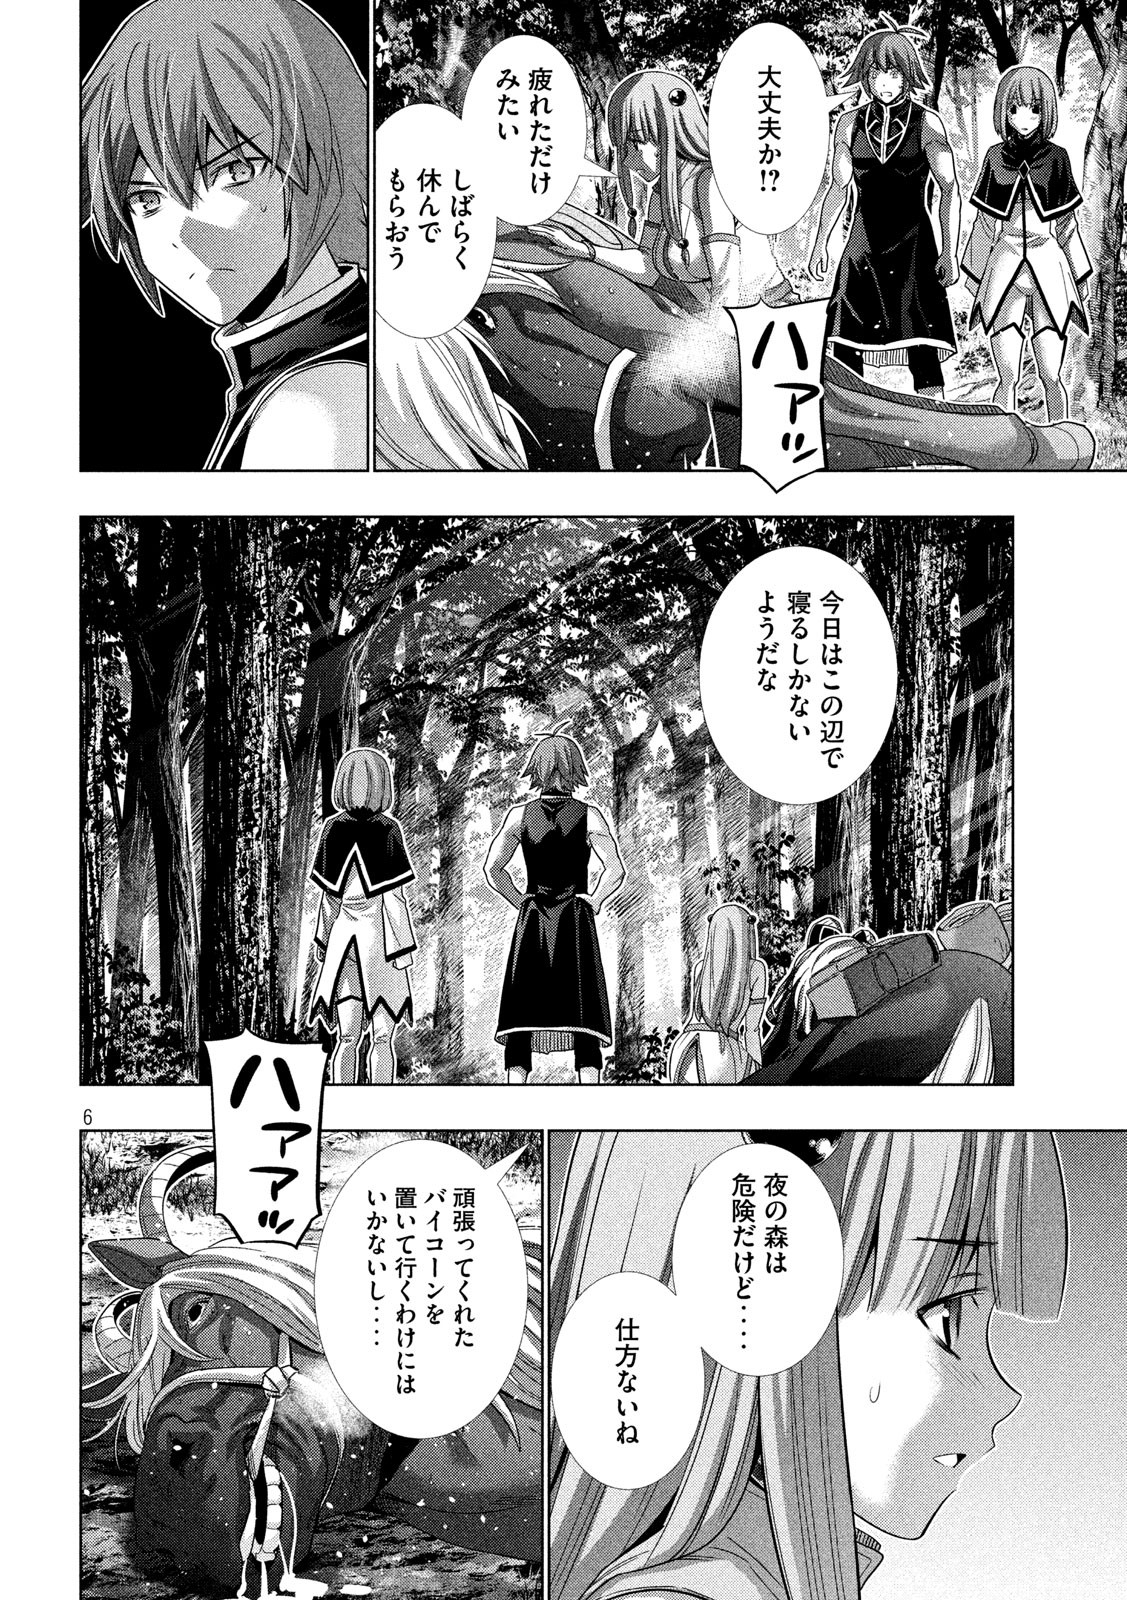 大丈夫か!?
疲れただけ
みたい
しばらく
休んで
もらおう
ハァッ
今日はこの辺で
寝るしかない
ようだな
夜の森は
危険だけど‥‥
仕方ないね
頑張ってくれた
バイコーンを
置いて行くわけには
いかないし‥‥
ハァァッ
6